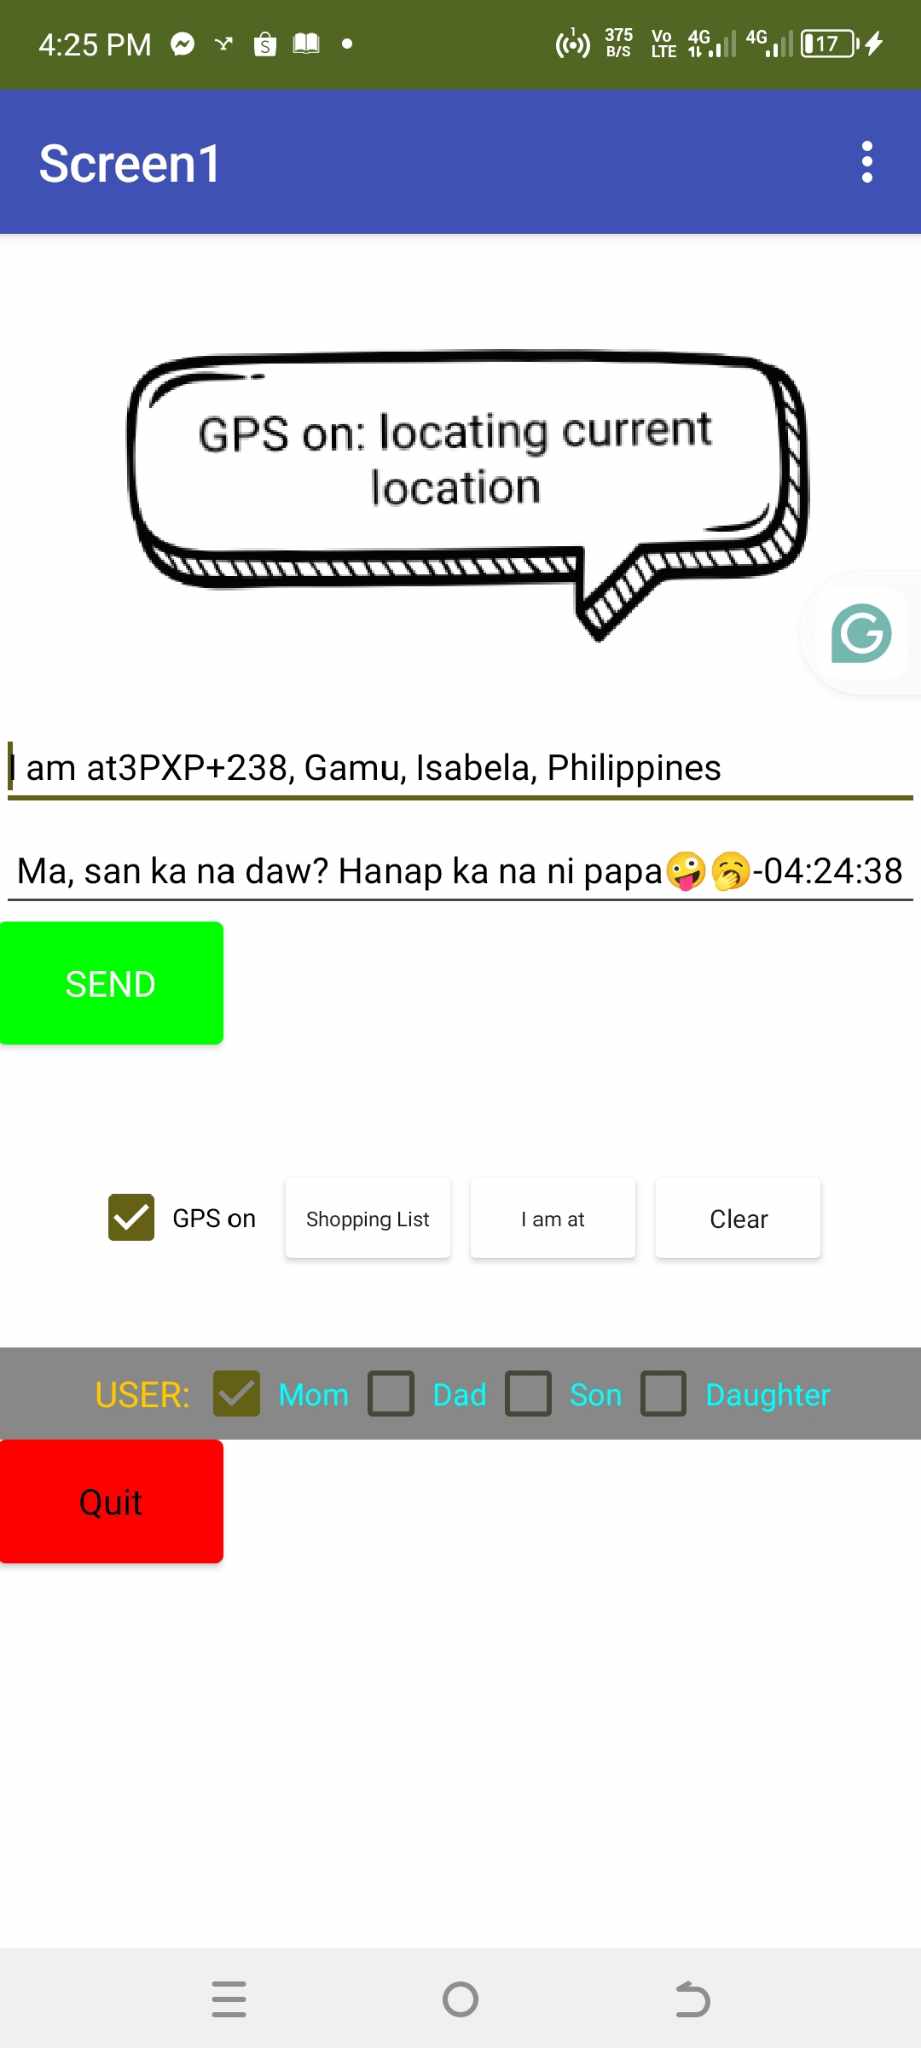 4:25 PM
1
375 B/S
Vo LTE
4G
4G
17
Screen1
GPS on: locating current
location
I am at3PXP+238, Gamu, Isabela, Philippines
Ma, san ka na daw? Hanap ka na ni papa🤪🥱-04:24:38
SEND
GPS on
Shopping List
I am at
Clear
USER: Mom Dad Son Daughter
Quit